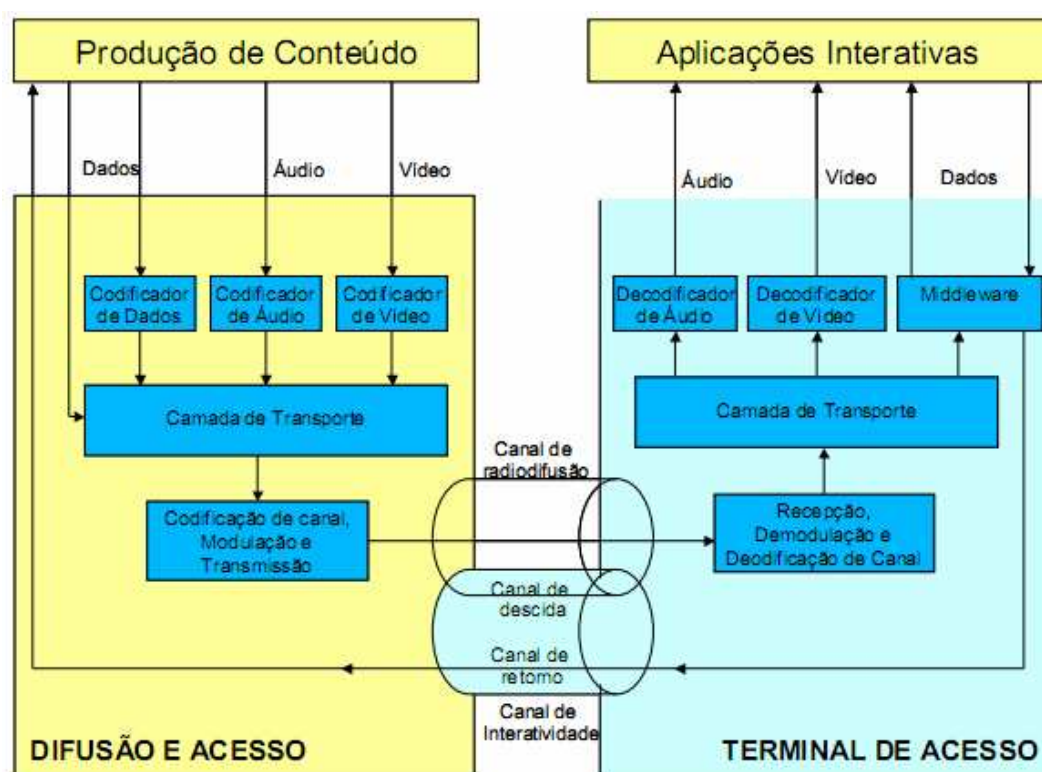 Produção de Conteúdo
Aplicações Interativas
Dados
Áudio
Vídeo
Áudio
Vídeo
Dados
Codificador
de Dados
Codificador
de Áudio
Codificador
de Vídeo
Decodificador
de Áudio
Decodificador
de Vídeo
Middleware
Camada de Transporte
Camada de Transporte
Canal de
radiodifusão
Codificação de canal,
Modulação e
Transmissão
Recepção,
Demodulação e
Deodificação de Canal
Canal de
descida
Canal de
retorno
Canal de
Interatividade
DIFUSÃO E ACESSO
TERMINAL DE ACESSO